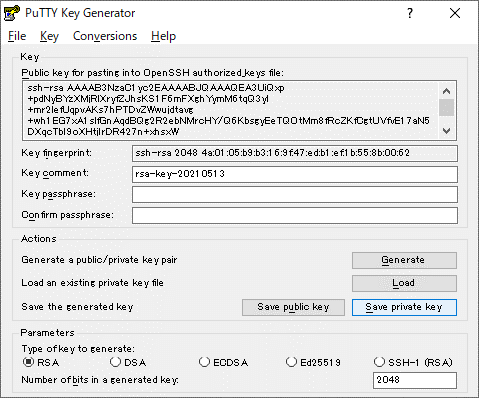 PuTTY Key Generator
File Key Conversions Help
Key
Public key for pasting into OpenSSH authorized_keys file:
ssh-rsa AAAAB3NzaC1yc2EAAAABJQAAAQEA3UiQxp
+pdNyBYzXMjRIXryfZJhsKS1F6mFXghYymM6tqQ3yI
+mr2IefUqpvAKs7hPTDvZWwujdtavg
+wh1EG7xA1sIfGnAqdBQg2R2ebNMrcHY/Q6KbsgyEeTQOtMm8fRcZKfCgtUVfvE17aN5
DXqcTbI9oXHtjIrDR427n+xhsxW
Key fingerprint: ssh-rsa 2048 4a:01:05:b9:b3:16:9f:47:ed:b1:ef:1b:55:8b:00:62
Key comment: rsa-key-20210513
Key passphrase:
Confirm passphrase:
Actions
Generate a public/private key pair Generate
Load an existing private key file Load
Save the generated key Save public key Save private key
Parameters
Type of key to generate:
RSA DSA ECDSA Ed25519 SSH-1 (RSA)
Number of bits in a generated key: 2048